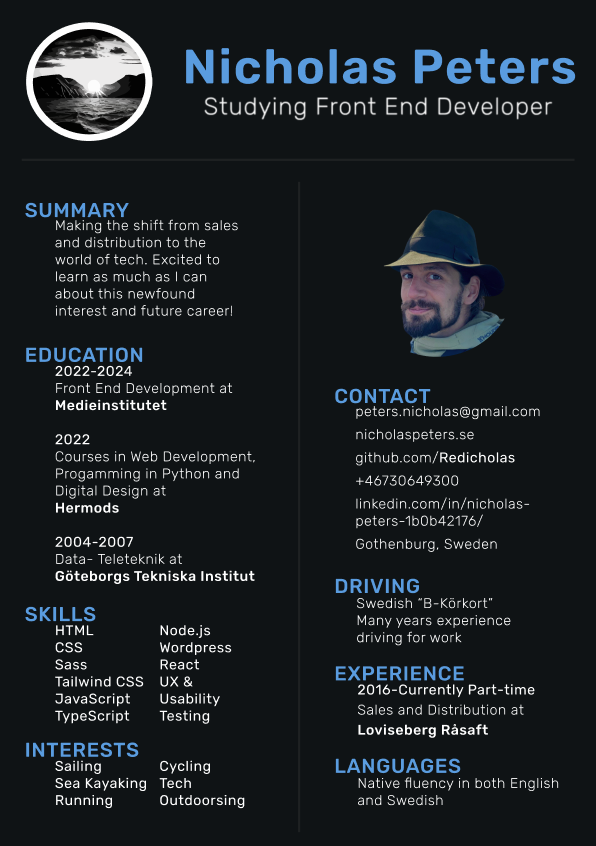 Nicholas Peters
Studying Front End Developer
SUMMARY
Making the shift from sales
and distribution to the
world of tech. Excited to
learn as much as I can
about this newfound
interest and future career!
EDUCATION
2022-2024
Front End Development at
Medieinstitutet
2022
Courses in Web Development,
Progamming in Python and
Digital Design at
Hermods
2004-2007
Data- Teleteknik at
Göteborgs Tekniska Institut
SKILLS
HTML
CSS
Sass
Tailwind CSS
JavaScript
TypeScript
Node.js
Wordpress
React
UX &
Usability
Testing
INTERESTS
Sailing
Sea Kayaking
Running
Cycling
Tech
Outdoorsing
CONTACT
peters.nicholas@gmail.com
nicholaspeters.se
github.com/Redicholas
+46730649300
linkedin.com/in/nicholas-
peters-1b0b42176/
Gothenburg, Sweden
DRIVING
Swedish “B-Körkort”
Many years experience
driving for work
EXPERIENCE
2016-Currently Part-time
Sales and Distribution at
Loviseberg Råsaft
LANGUAGES
Native fluency in both English
and Swedish